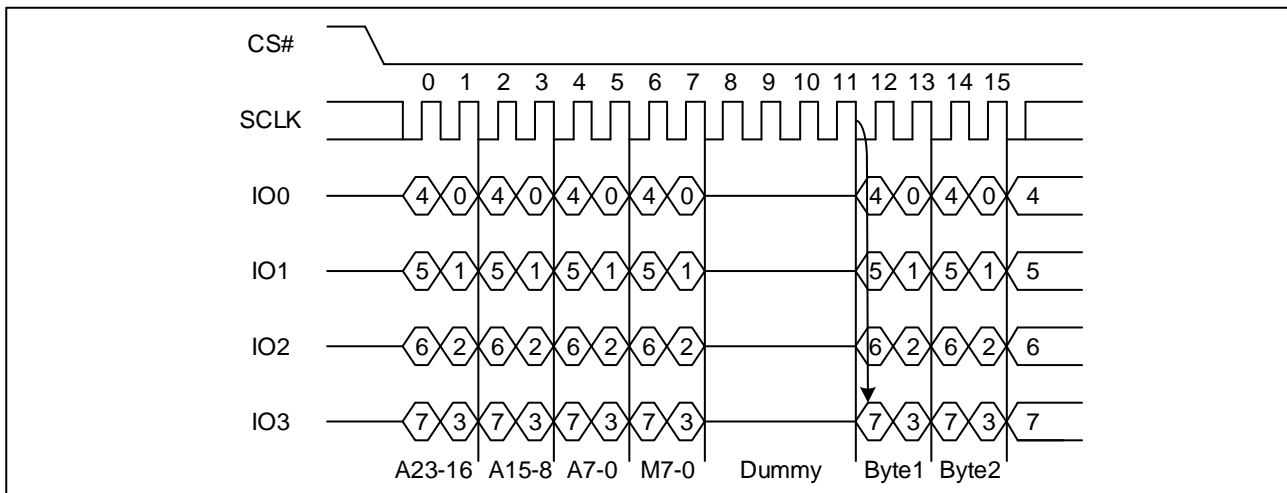 CS#
0 1 2 3 4 5 6 7 8 9 10 11 12 13 14 15
SCLK
IO0 4 0 4 0 4 0 4 0 4 0 4 0 4
IO1 5 1 5 1 5 1 5 1 5 1 5 1 5
IO2 6 2 6 2 6 2 6 2 6 2 6 2 6
IO3 7 3 7 3 7 3 7 3 7 3 7 3 7
A23-16 A15-8 A7-0 M7-0 Dummy Byte1 Byte2